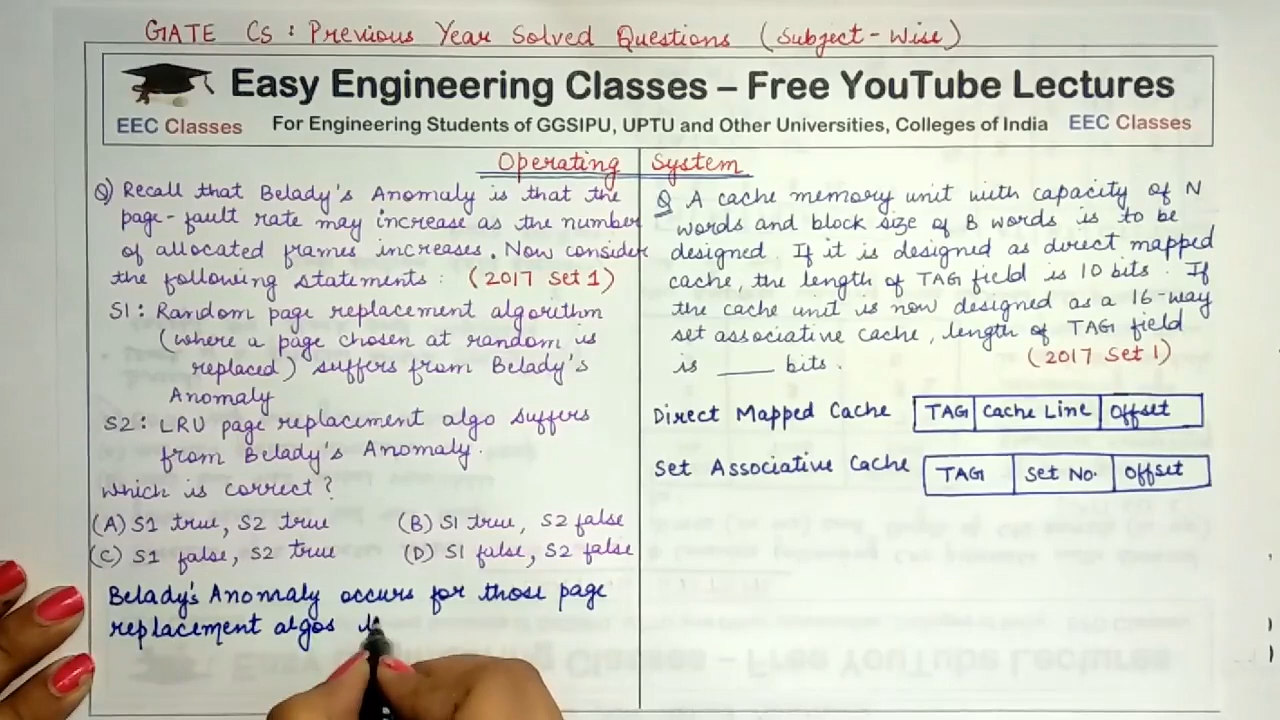 GATE CS : Previous Year Solved Questions (Subject-Wise)
Easy Engineering Classes – Free YouTube Lectures
EEC Classes For Engineering Students of GGSIPU, UPTU and Other Universities, Colleges of India EEC Classes
Operating System
Q) Recall that Belady's Anomaly is that the
page-fault rate may increase as the number
of allocated frames increases. Now consider
the following statements : (2017 Set 1)
S1 : Random page replacement algorithm
(where a page chosen at random is
replaced) suffers from Belady's
Anomaly
S2 : LRU page replacement algo suffers
from Belady's Anomaly.
Which is correct ?
(A) S1 true, S2 true (B) S1 true, S2 false
(C) S1 false, S2 true (D) S1 false, S2 false
Belady's Anomaly occurs for those page
replacement algos
Q A cache memory unit with capacity of N
words and block size of B words is to be
designed. If it is designed as direct mapped
cache, the length of TAG field is 10 bits. If
the cache unit is now designed as a 16-way
set associative cache, length of TAG field
is ____ bits. (2017 Set 1)
Direct Mapped Cache TAG Cache Line Offset
Set Associative Cache TAG Set No. Offset